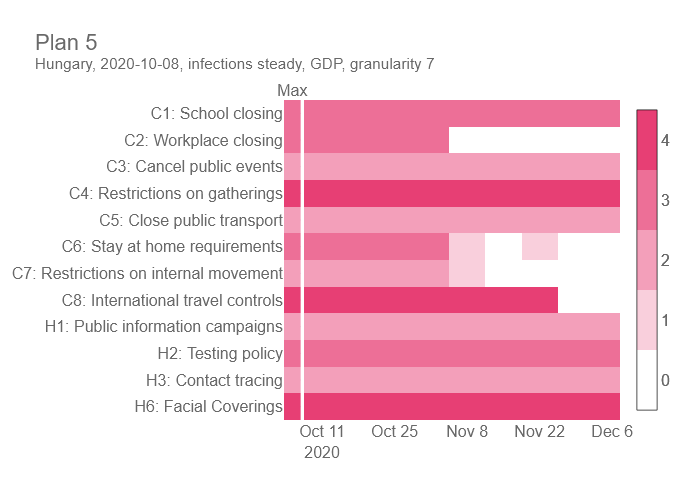 Plan 5
Hungary, 2020-10-08, infections steady, GDP, granularity 7
Max
C1: School closing
C2: Workplace closing
C3: Cancel public events
C4: Restrictions on gatherings
C5: Close public transport
C6: Stay at home requirements
C7: Restrictions on internal movement
C8: International travel controls
H1: Public information campaigns
H2: Testing policy
H3: Contact tracing
H6: Facial Coverings
Oct 11 Oct 25 Nov 8 Nov 22 Dec 6
2020
4
3
2
1
0